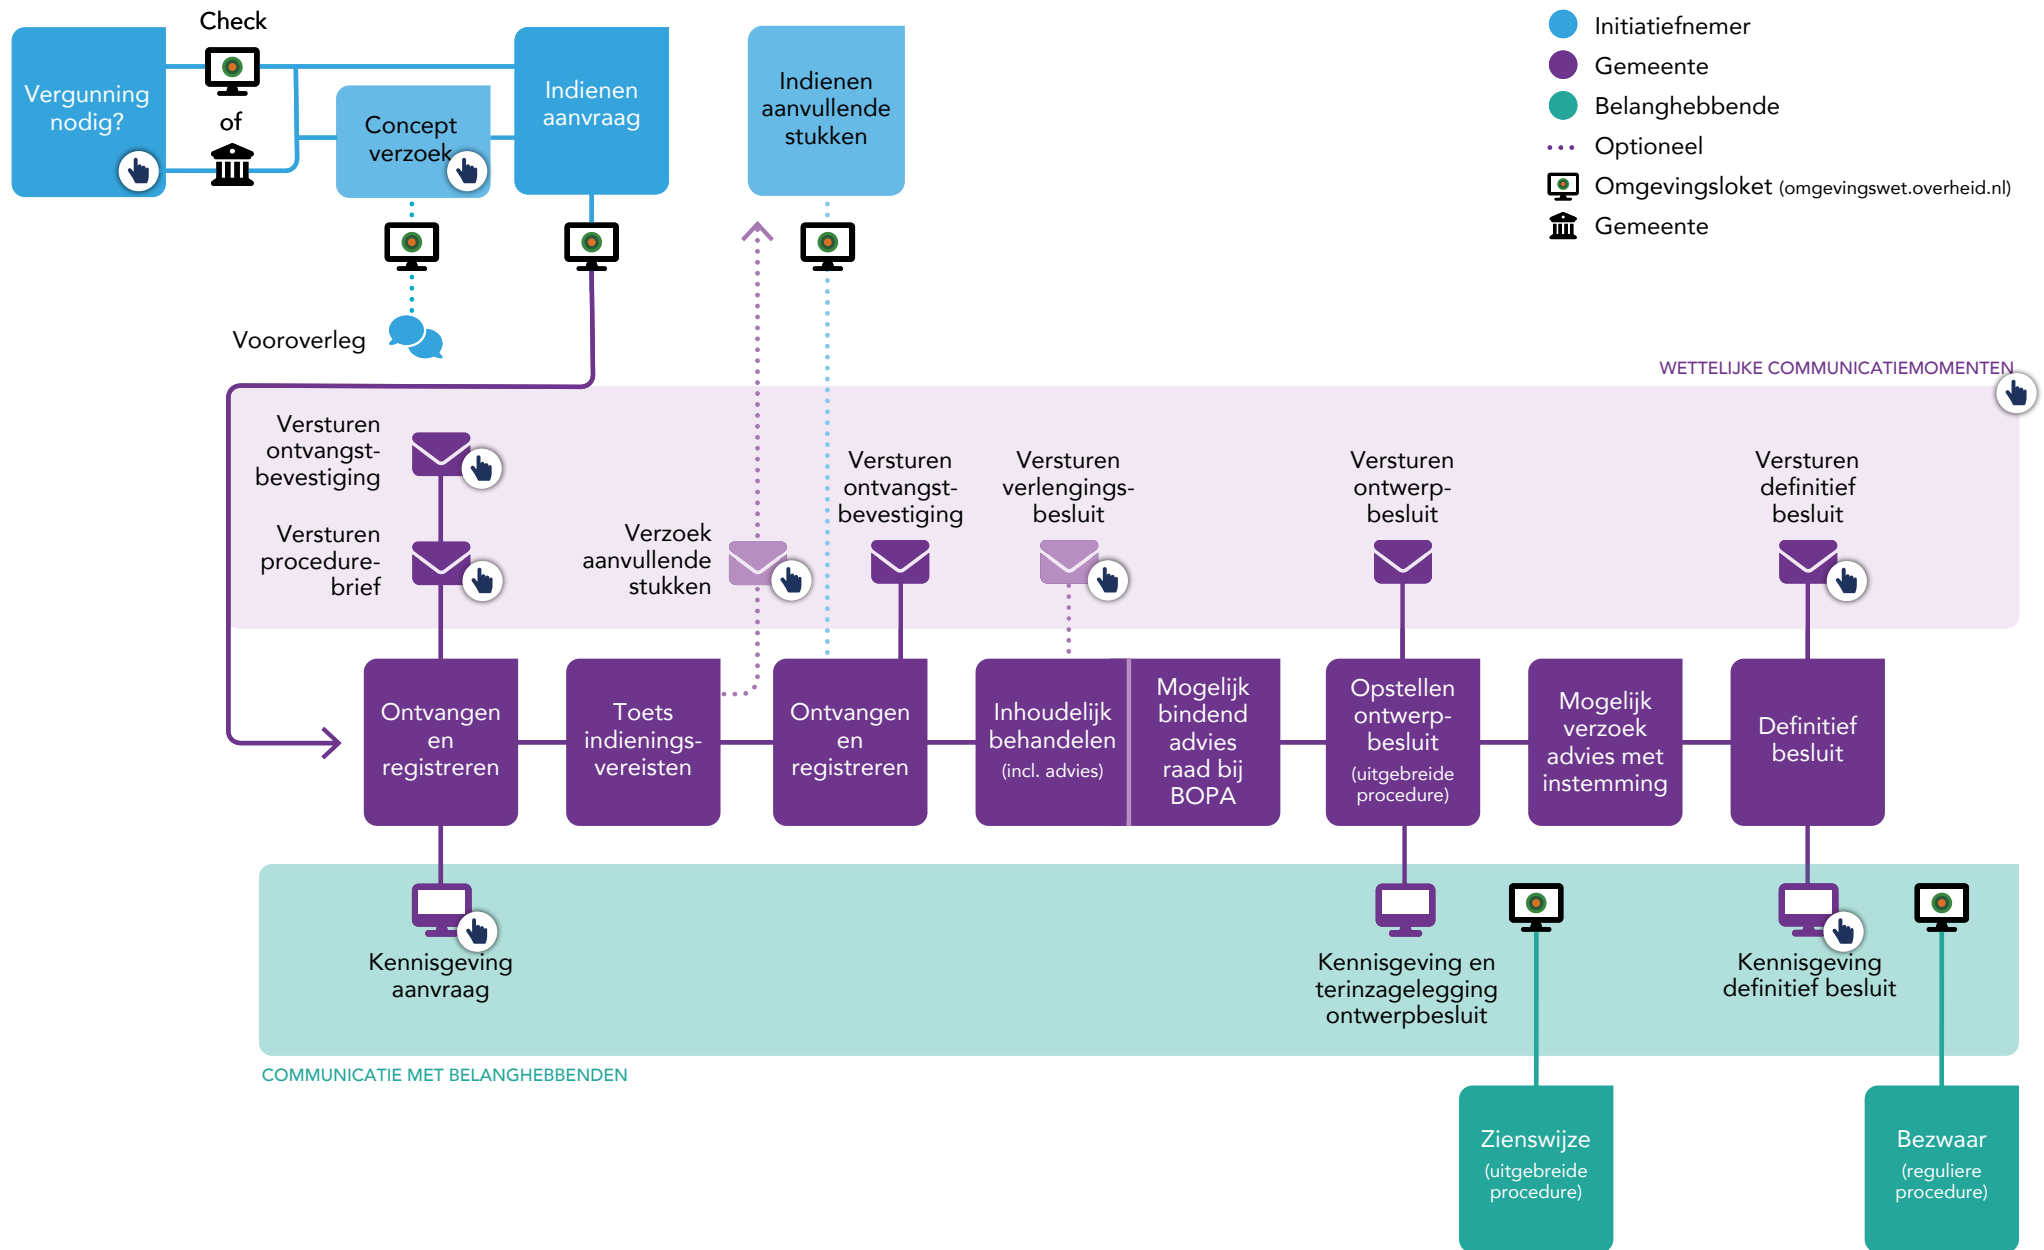 Check
Vergunning
nodig?
of
Concept
verzoek
Indienen
aanvraag
Indienen
aanvullende
stukken
Initiatiefnemer
Gemeente
Belanghebbende
Optioneel
Omgevingsloket (omgevingswet.overheid.nl)
Gemeente
Vooroverleg
WETTELIJKE COMMUNICATIEMOMENTEN
Versturen
ontvangst-
bevestiging
Versturen
procedure-
brief
Verzoek
aanvullende
stukken
Versturen
ontvangst-
bevestiging
Versturen
verlengings-
besluit
Versturen
ontwerp-
besluit
Versturen
definitief
besluit
Ontvangen
en
registreren
Toets
indienings-
vereisten
Ontvangen
en
registreren
Inhoudelijk
behandelen
(incl. advies)
Mogelijk
bindend
advies
raad bij
BOPA
Opstellen
ontwerp-
besluit
(uitgebreide
procedure)
Mogelijk
verzoek
advies met
instemming
Definitief
besluit
Kennisgeving
aanvraag
Kennisgeving en
terinzagelegging
ontwerpbesluit
Kennisgeving
definitief besluit
COMMUNICATIE MET BELANGHEBBENDEN
Zienswijze
(uitgebreide
procedure)
Bezwaar
(reguliere
procedure)